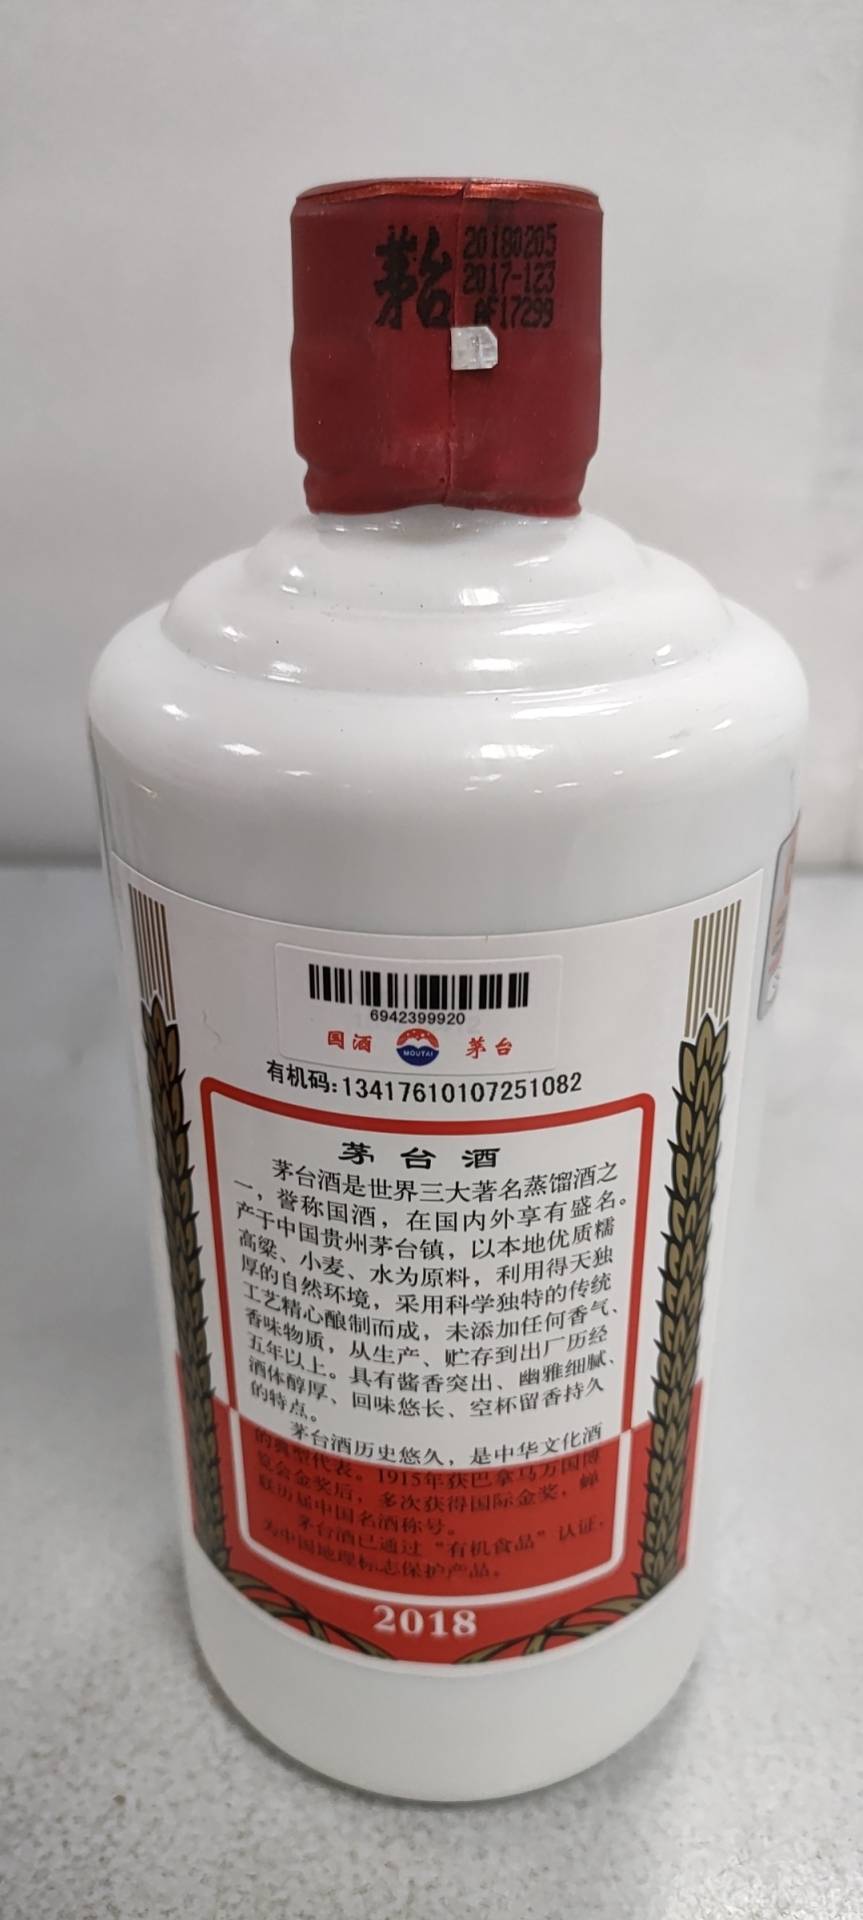 茅台
20180205
2017-123
AF17299
6942399920
国酒
MOUTAI
茅台
有机码:13417610107251082
茅台酒
茅台酒是世界三大著名蒸馏酒之
一，誉称国酒，在国内外享有盛名。
产于中国贵州茅台镇，以本地优质糯
高粱、小麦、水为原料，利用得天独
厚的自然环境，采用科学独特的传统
工艺精心酿制而成，未添加任何香气、
香味物质，从生产、贮存到出厂历经
五年以上。具有酱香突出、幽雅细腻、
酒体醇厚、回味悠长、空杯留香持久
的特点。
茅台酒历史悠久，是中华文化酒
的典型代表。1915年获巴拿马万国博
览会金奖后，多次获得国际金奖，蝉
联历届中国名酒称号。
茅台酒已通过“有机食品”认证，
为中国地理标志保护产品。
2018